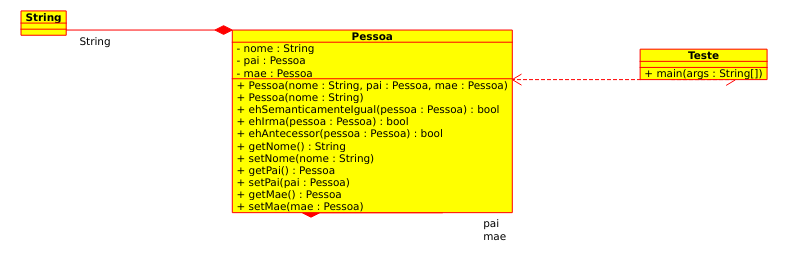 String
String
Pessoa
- nome : String
- pai : Pessoa
- mae : Pessoa
+ Pessoa(nome : String, pai : Pessoa, mae : Pessoa)
+ Pessoa(nome : String)
+ ehSemanticamenteIgual(pessoa : Pessoa) : bool
+ ehIrma(pessoa : Pessoa) : bool
+ ehAntecessor(pessoa : Pessoa) : bool
+ getNome() : String
+ setNome(nome : String)
+ getPai() : Pessoa
+ setPai(pai : Pessoa)
+ getMae() : Pessoa
+ setMae(mae : Pessoa)
pai
mae
Teste
+ main(args : String[])